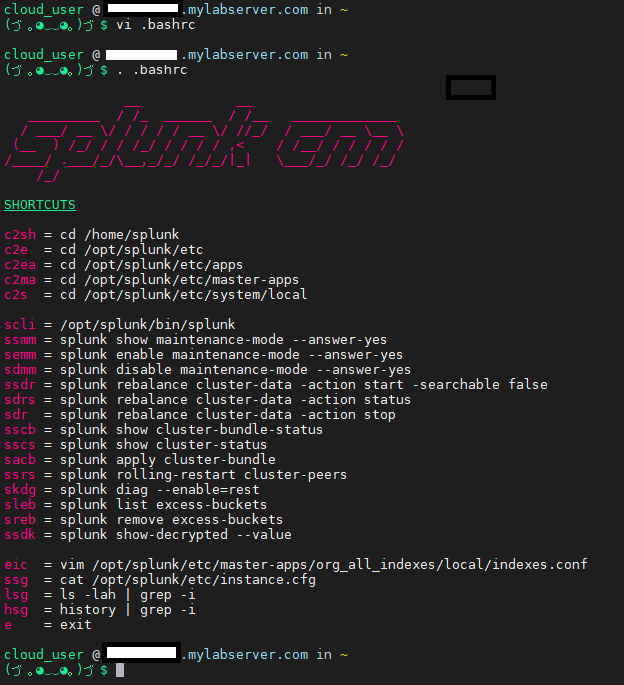 cloud_user @ .mylabserver.com in ~
(づ｡◕‿‿◕｡)づ $ vi .bashrc
cloud_user @ .mylabserver.com in ~
(づ｡◕‿‿◕｡)づ $ . .bashrc
splunk> cm
SHORTCUTS
c2sh = cd /home/splunk
c2e = cd /opt/splunk/etc
c2ea = cd /opt/splunk/etc/apps
c2ma = cd /opt/splunk/etc/master-apps
c2s = cd /opt/splunk/etc/system/local
scli = /opt/splunk/bin/splunk
ssmm = splunk show maintenance-mode --answer-yes
semm = splunk enable maintenance-mode --answer-yes
sdmm = splunk disable maintenance-mode --answer-yes
ssdr = splunk rebalance cluster-data -action start -searchable false
sdrs = splunk rebalance cluster-data -action status
sdr = splunk rebalance cluster-data -action stop
sscb = splunk show cluster-bundle-status
sscs = splunk show cluster-status
sacb = splunk apply cluster-bundle
ssrs = splunk rolling-restart cluster-peers
skdg = splunk diag --enable=rest
sleb = splunk list excess-buckets
sreb = splunk remove excess-buckets
ssdk = splunk show-decrypted --value
eic = vim /opt/splunk/etc/master-apps/org_all_indexes/local/indexes.conf
ssg = cat /opt/splunk/etc/instance.cfg
lsg = ls -lah | grep -i
hsg = history | grep -i
e = exit
cloud_user @ .mylabserver.com in ~
(づ｡◕‿‿◕｡)づ $